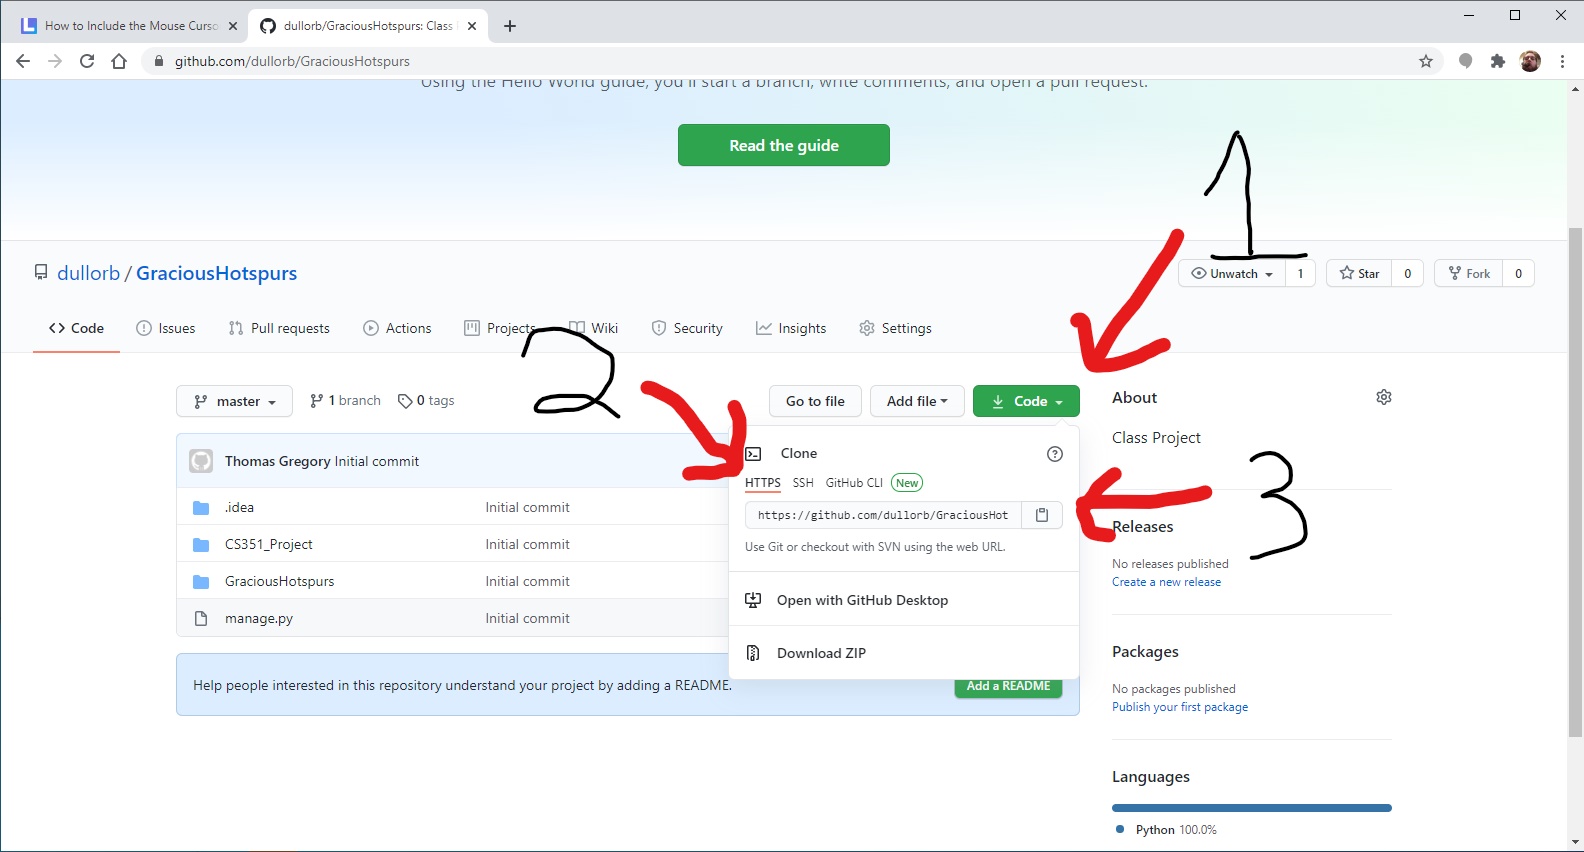 How to Include the Mouse Curso
dullorb/GraciousHotspurs: Class
github.com/dullorb/GraciousHotspurs
Using the Hello World guide, you'll start a branch, write comments, and open a pull request.
Read the guide
1
dullorb / GraciousHotspurs
Unwatch 1 Star 0 Fork 0
Code Issues Pull requests Actions Projects Wiki Security Insights Settings
2
master 1 branch 0 tags Go to file Add file Code
Thomas Gregory Initial commit
.idea Initial commit
CS351_Project Initial commit
GraciousHotspurs Initial commit
manage.py Initial commit
Help people interested in this repository understand your project by adding a README. Add a README
Clone
HTTPS SSH GitHub CLI New
https://github.com/dullorb/GraciousHot
Use Git or checkout with SVN using the web URL.
Open with GitHub Desktop
Download ZIP
3
About
Class Project
Releases
No releases published
Create a new release
Packages
No packages published
Publish your first package
Languages
Python 100.0%